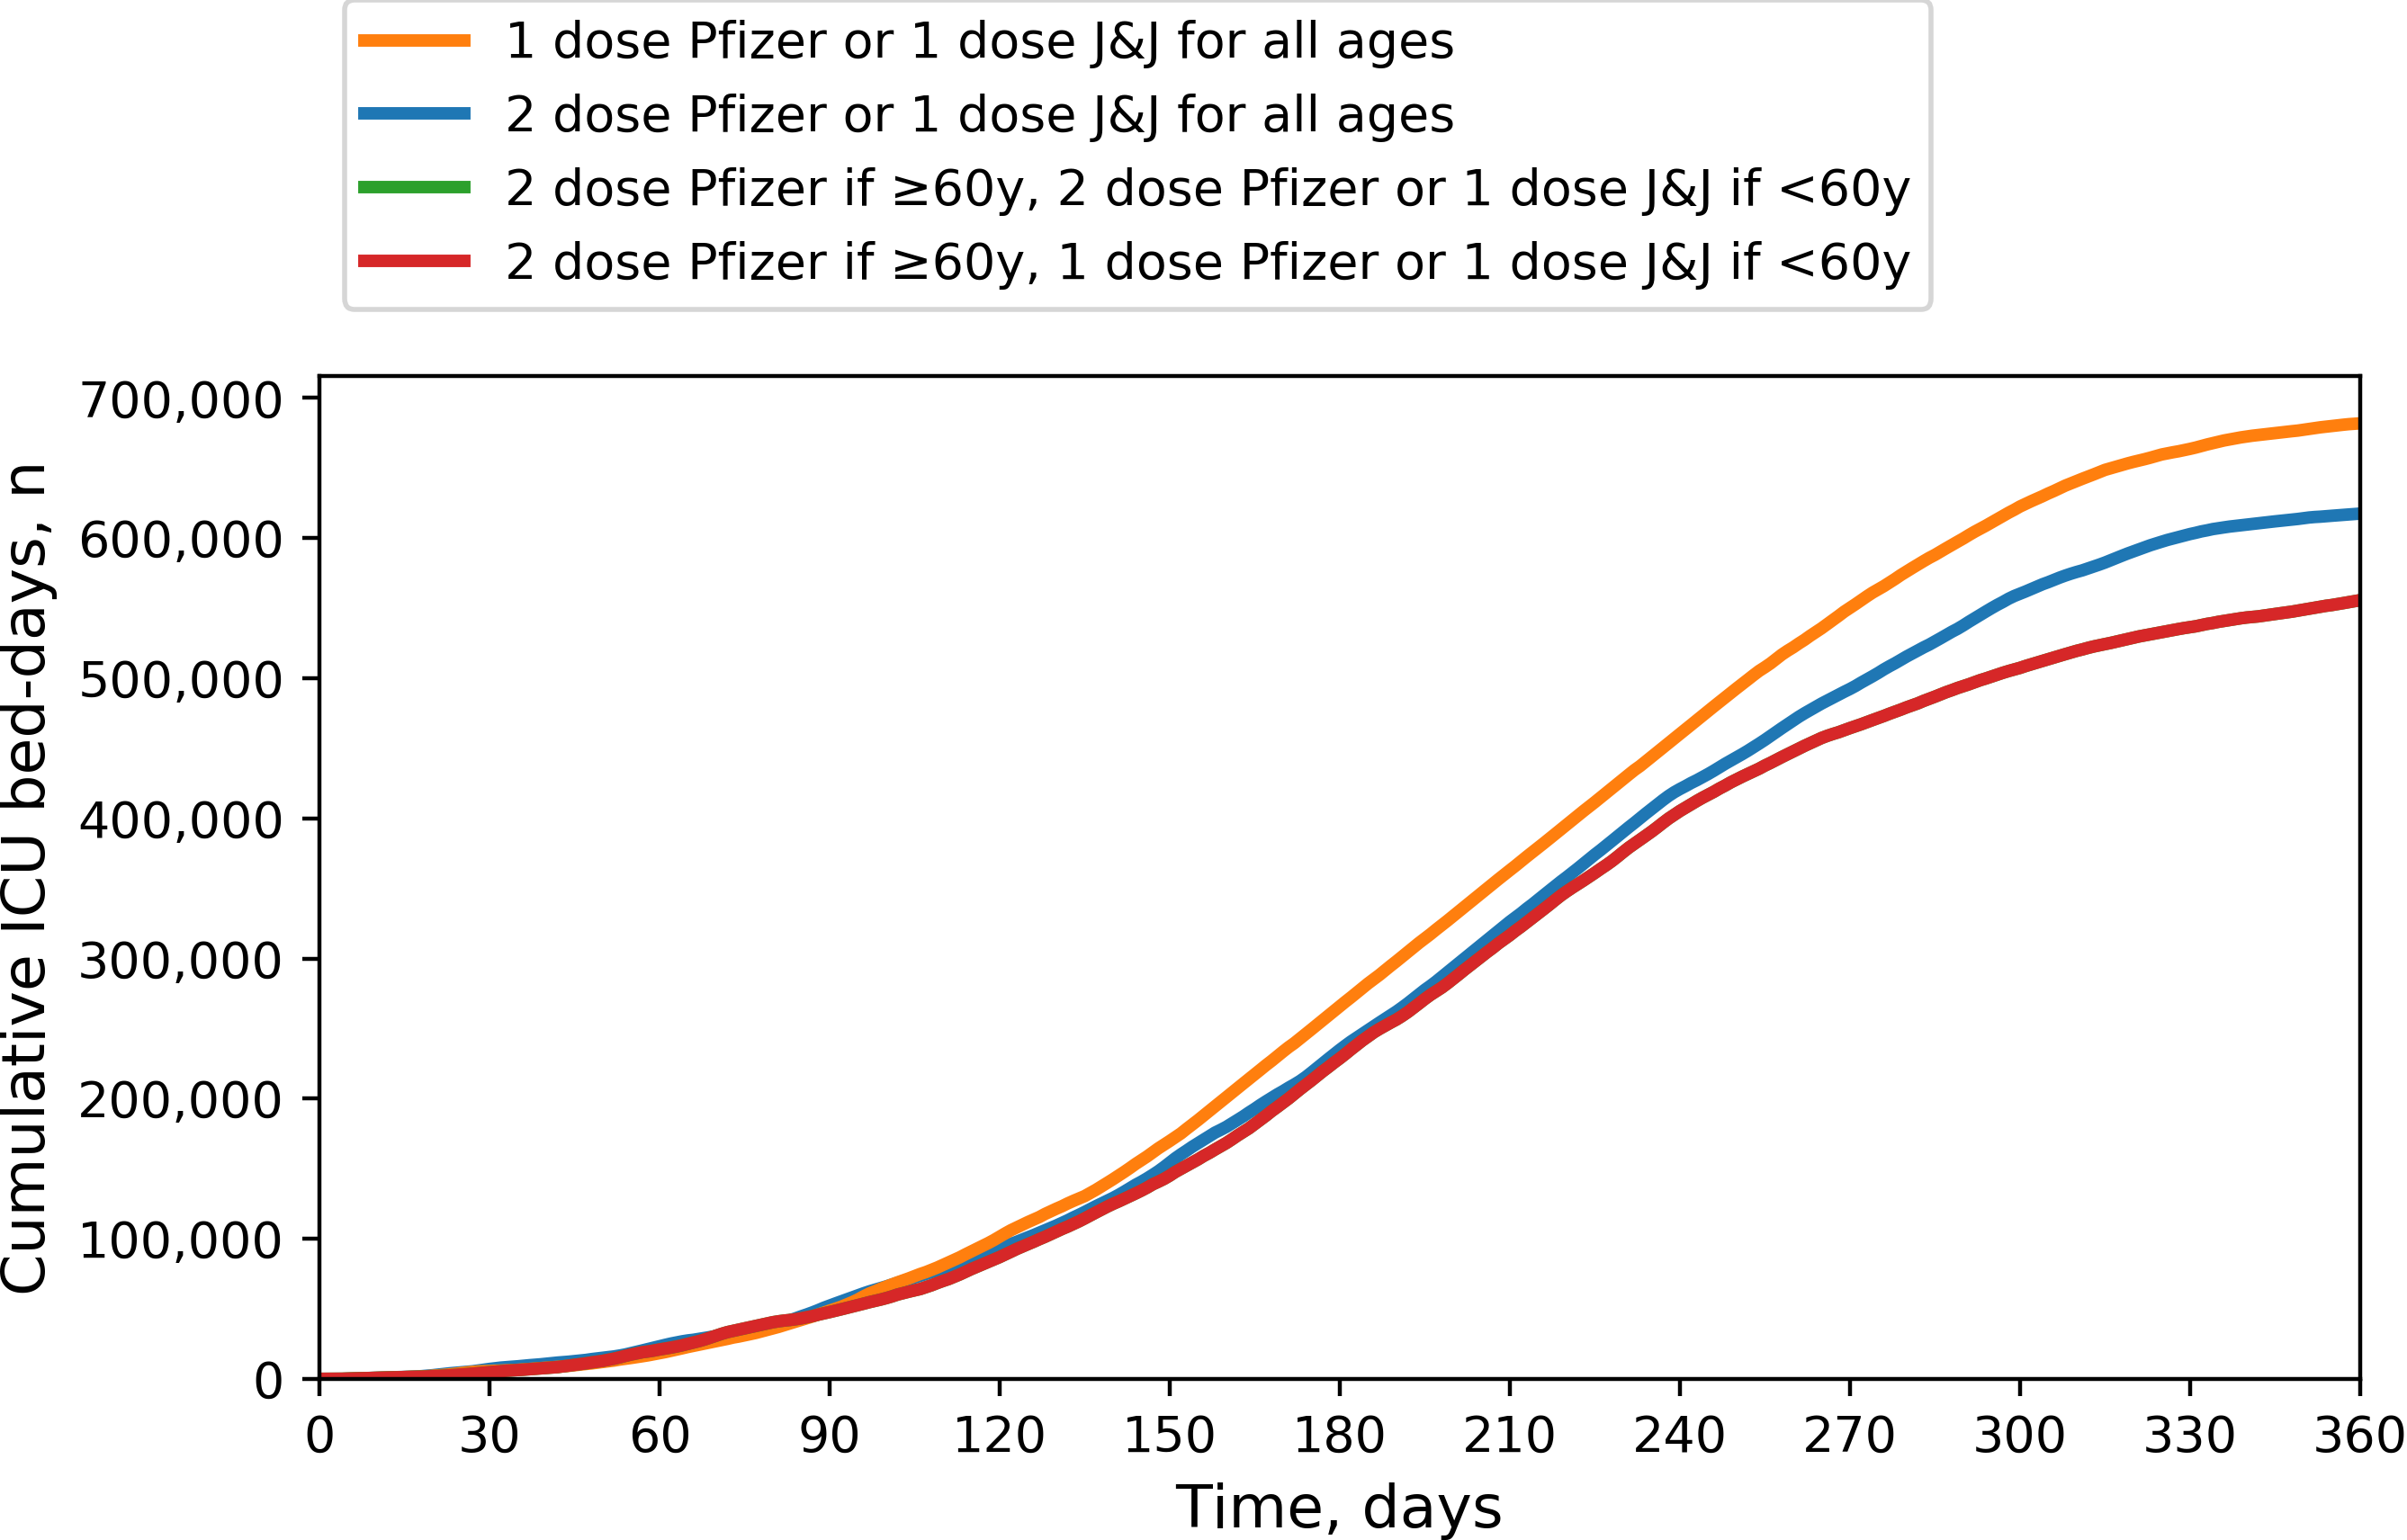 1 dose Pfizer or 1 dose J&J for all ages
2 dose Pfizer or 1 dose J&J for all ages
2 dose Pfizer if ≥60y, 2 dose Pfizer or 1 dose J&J if <60y
2 dose Pfizer if ≥60y, 1 dose Pfizer or 1 dose J&J if <60y
Cumulative ICU bed-days, n
700,000
600,000
500,000
400,000
300,000
200,000
100,000
0
0 30 60 90 120 150 180 210 240 270 300 330 360
Time, days